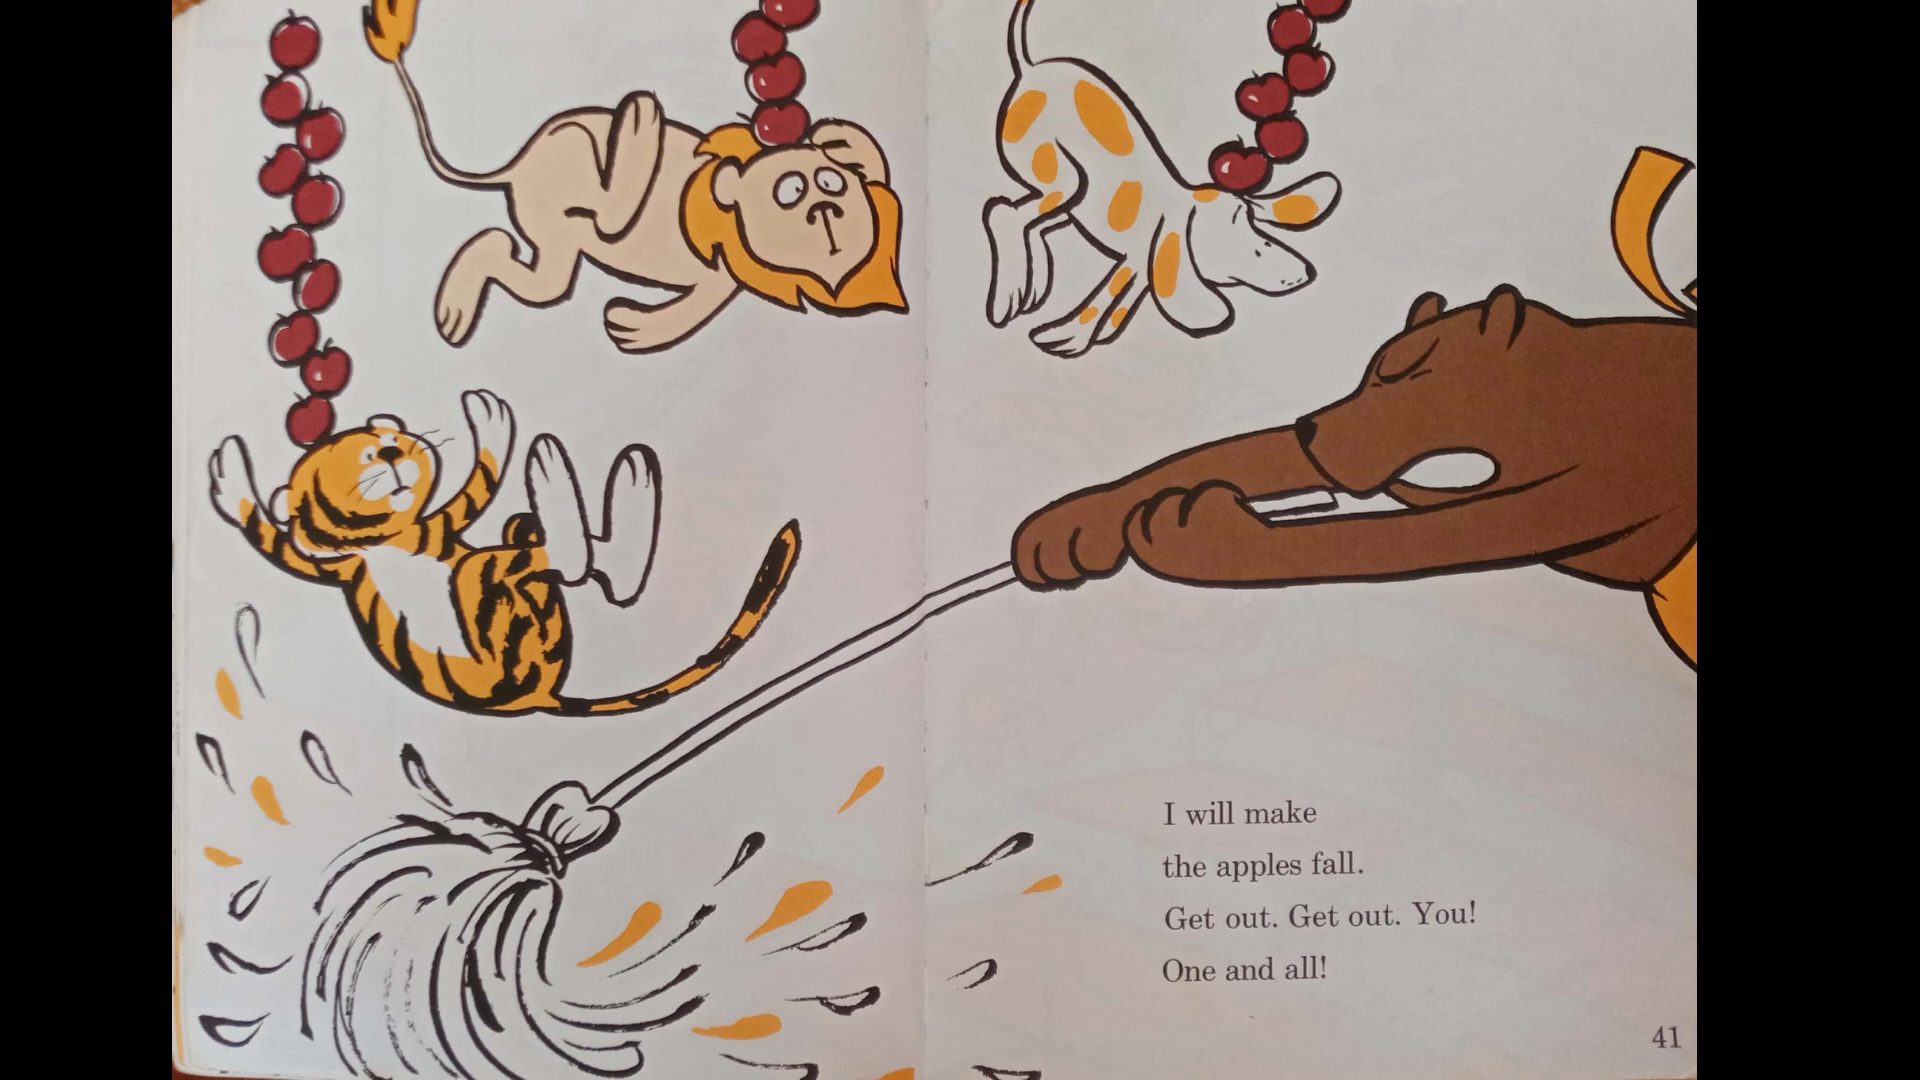 I will make
the apples fall.
Get out. Get out. You!
One and all!
41